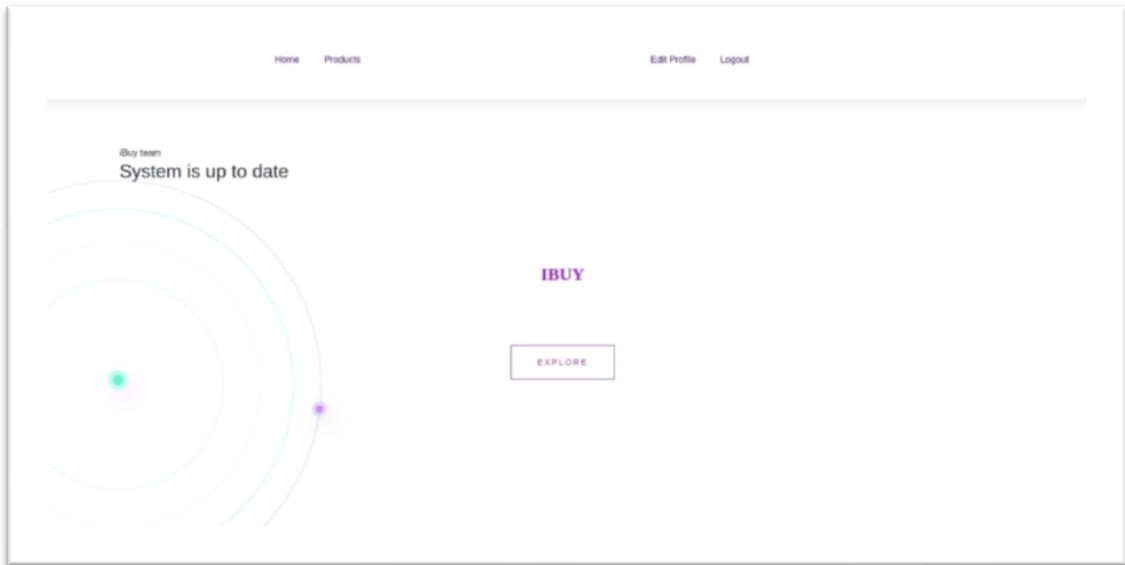 Home Products Edit Profile Logout
iBuy team
System is up to date
IBUY
EXPLORE